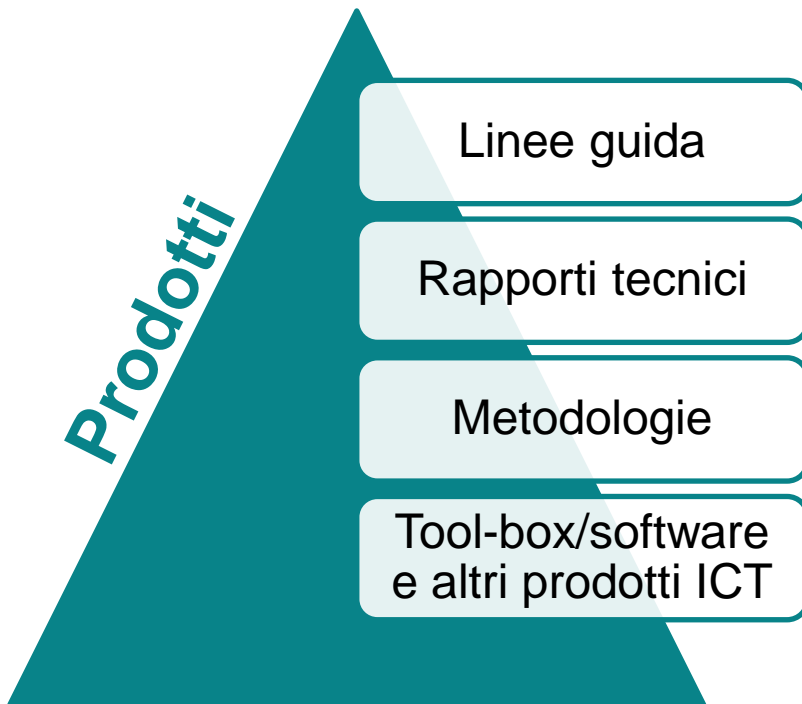 Prodotti
Linee guida
Rapporti tecnici
Metodologie
Tool-box/software
e altri prodotti ICT